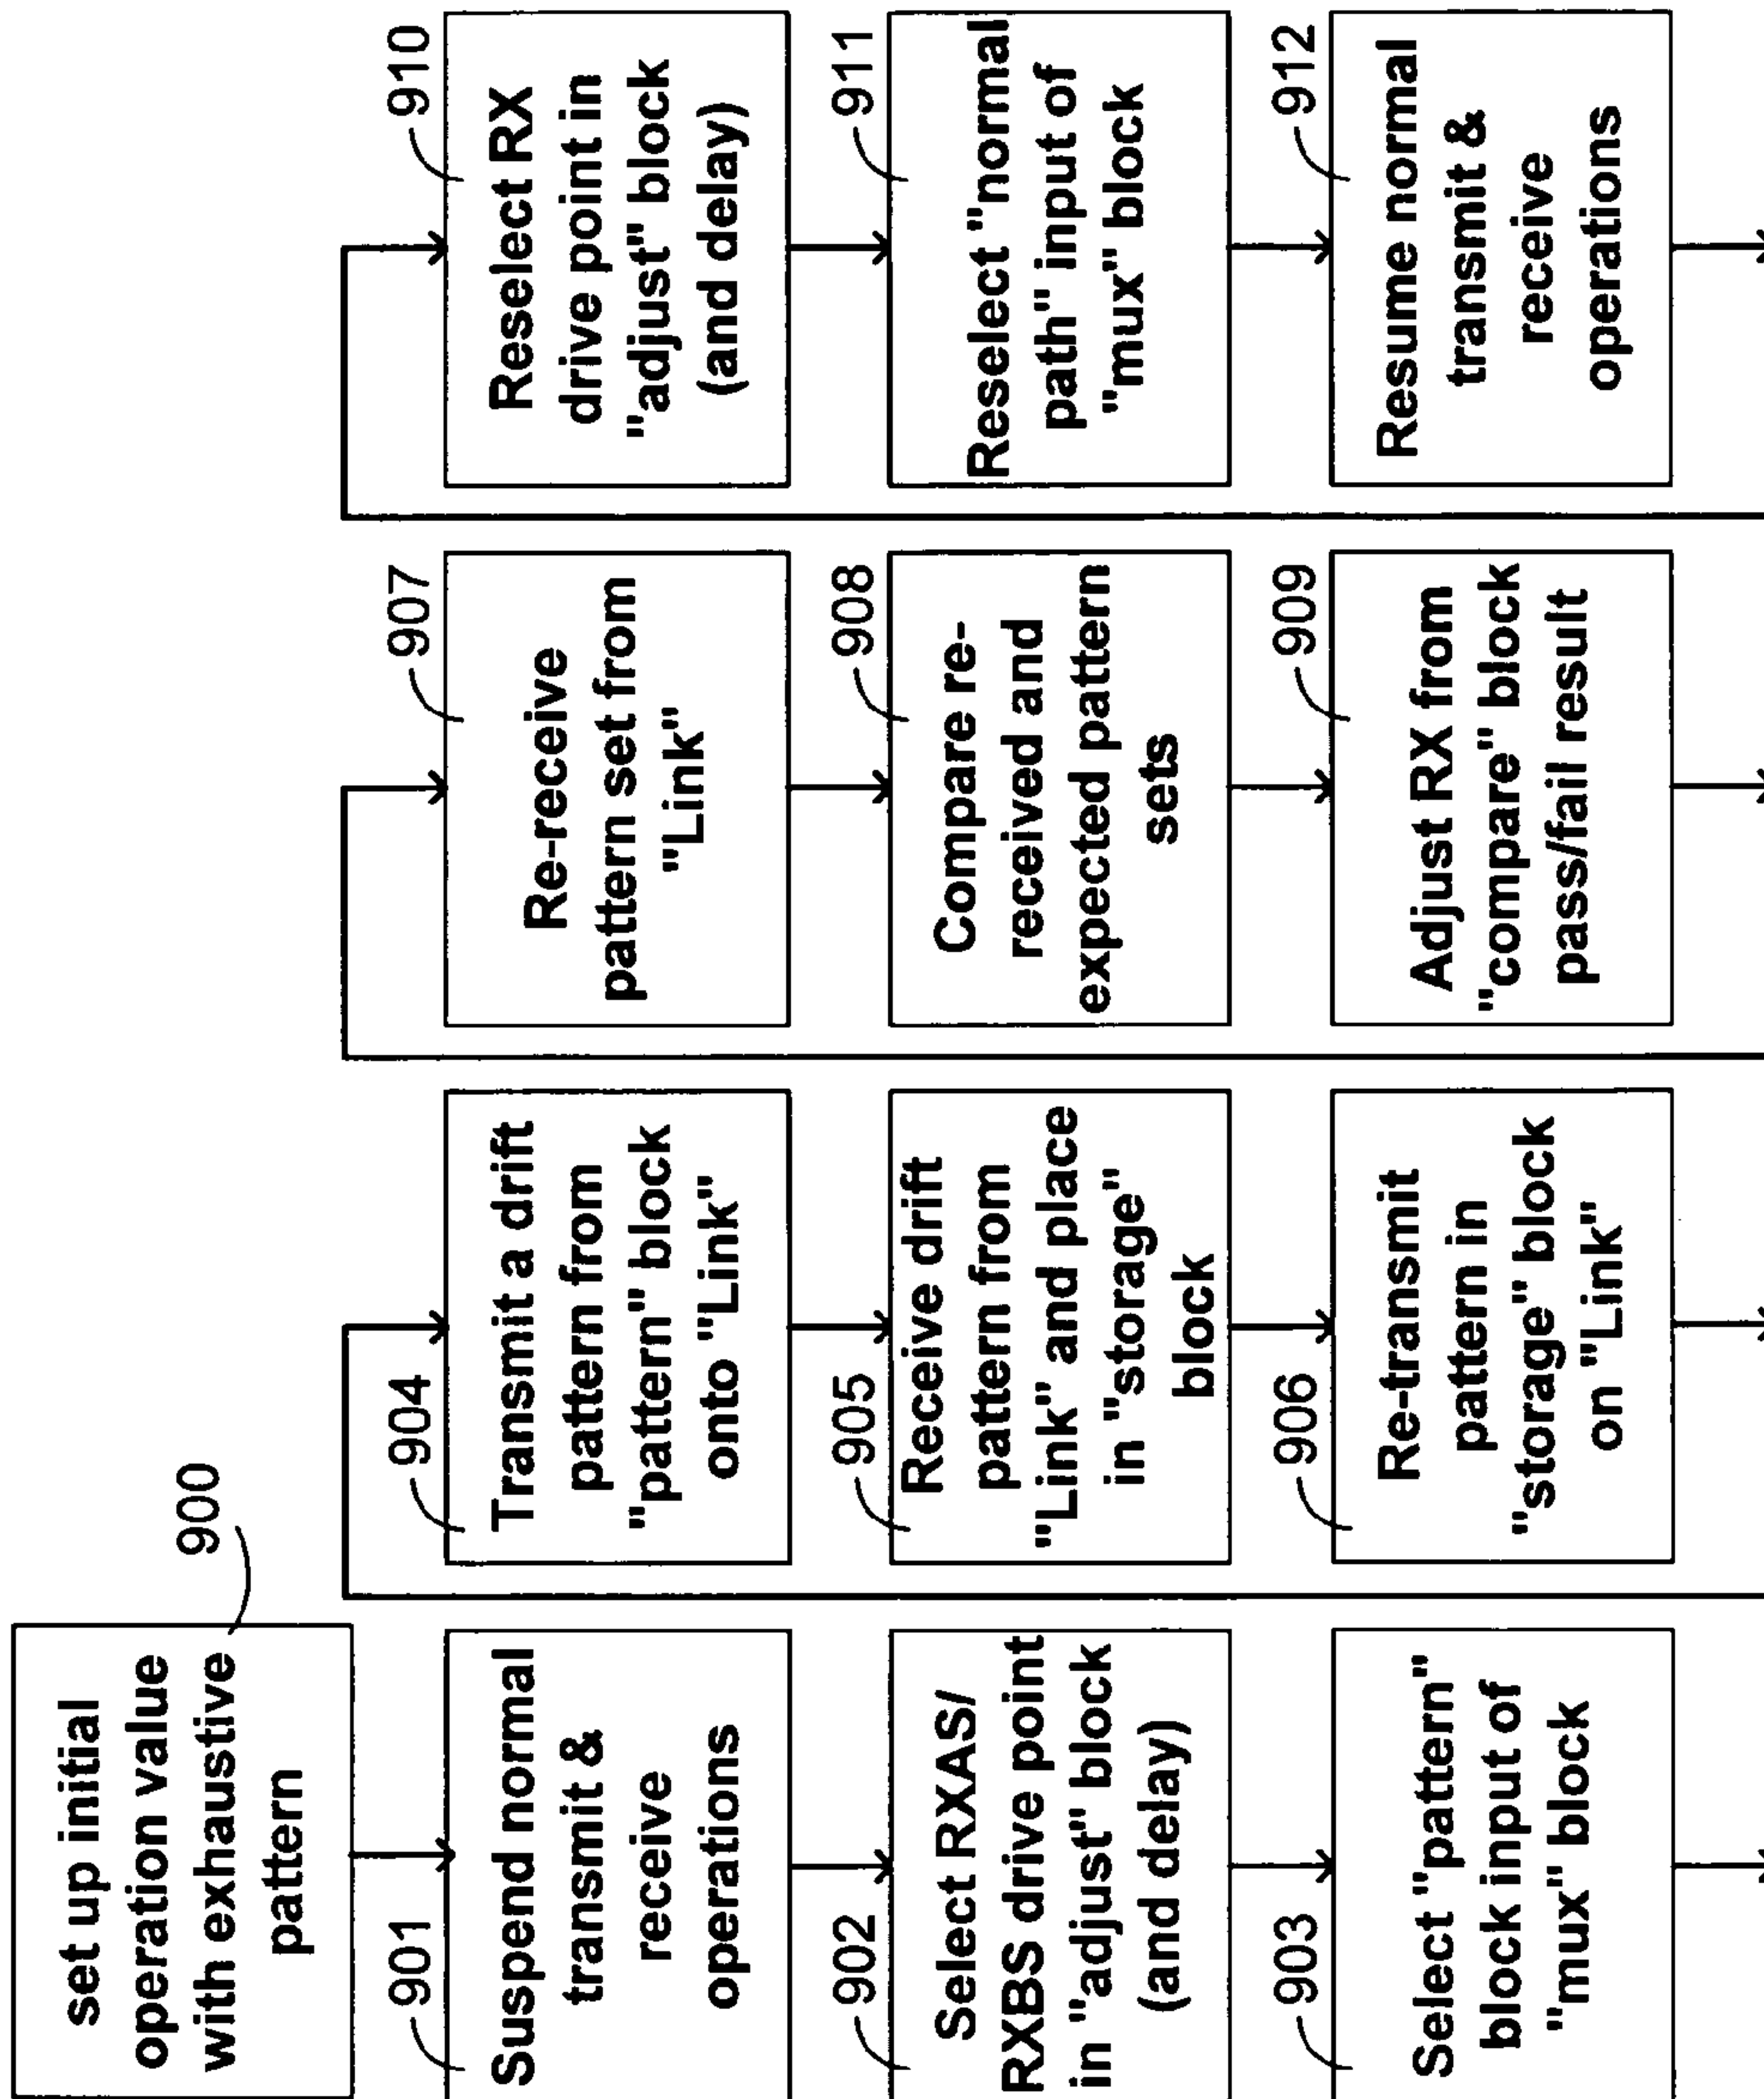 900
set up initial
operation value
with exhaustive
pattern
901
Suspend normal
transmit &
receive
operations
902
Select RXAS/
RXBS drive point
in "adjust" block
(and delay)
903
Select "pattern"
block input of
"mux" block
904
Transmit a drift
pattern from
"pattern" block
onto "Link"
905
Receive drift
pattern from
"Link" and place
in "storage"
block
906
Re-transmit
pattern in
"storage" block
on "Link"
907
Re-receive
pattern set from
"Link"
908
Compare re-
received and
expected pattern
sets
909
Adjust RX from
"compare" block
pass/fail result
910
Reselect RX
drive point in
"adjust" block
(and delay)
911
Reselect "normal
path" input of
"mux" block
912
Resume normal
transmit &
receive
operations